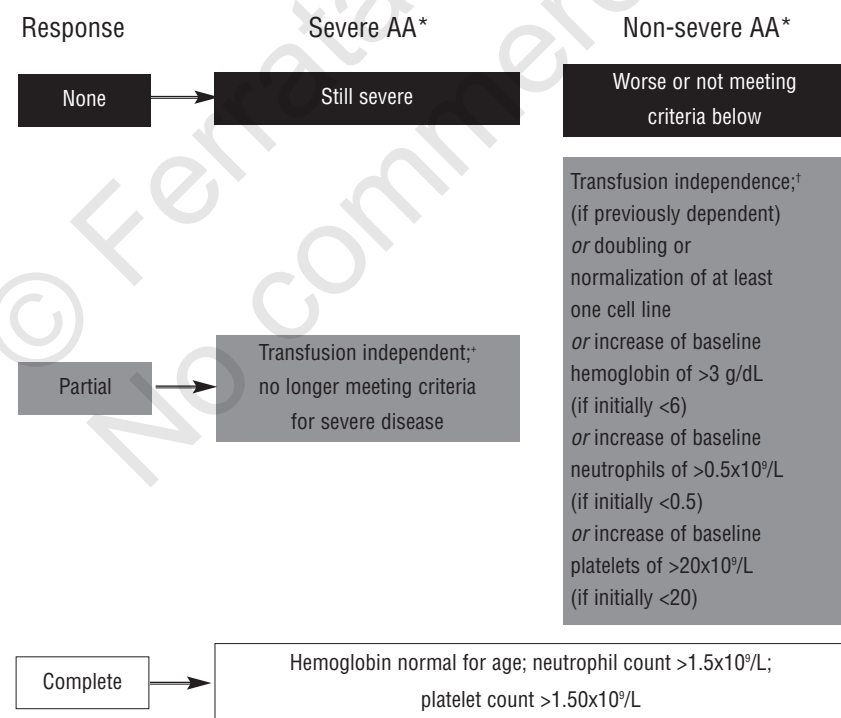 Response Severe AA* Non-severe AA*
None
Still severe
Worse or not meeting
criteria below
Partial
Transfusion independent;⁺
no longer meeting criteria
for severe disease
Transfusion independence;†
(if previously dependent)
or doubling or
normalization of at least
one cell line
or increase of baseline
hemoglobin of >3 g/dL
(if initially <6)
or increase of baseline
neutrophils of >0.5x10⁹/L
(if initially <0.5)
or increase of baseline
platelets of >20x10⁹/L
(if initially <20)
Complete
Hemoglobin normal for age; neutrophil count >1.5x10⁹/L;
platelet count >1.50x10⁹/L
© Ferrata
No commer